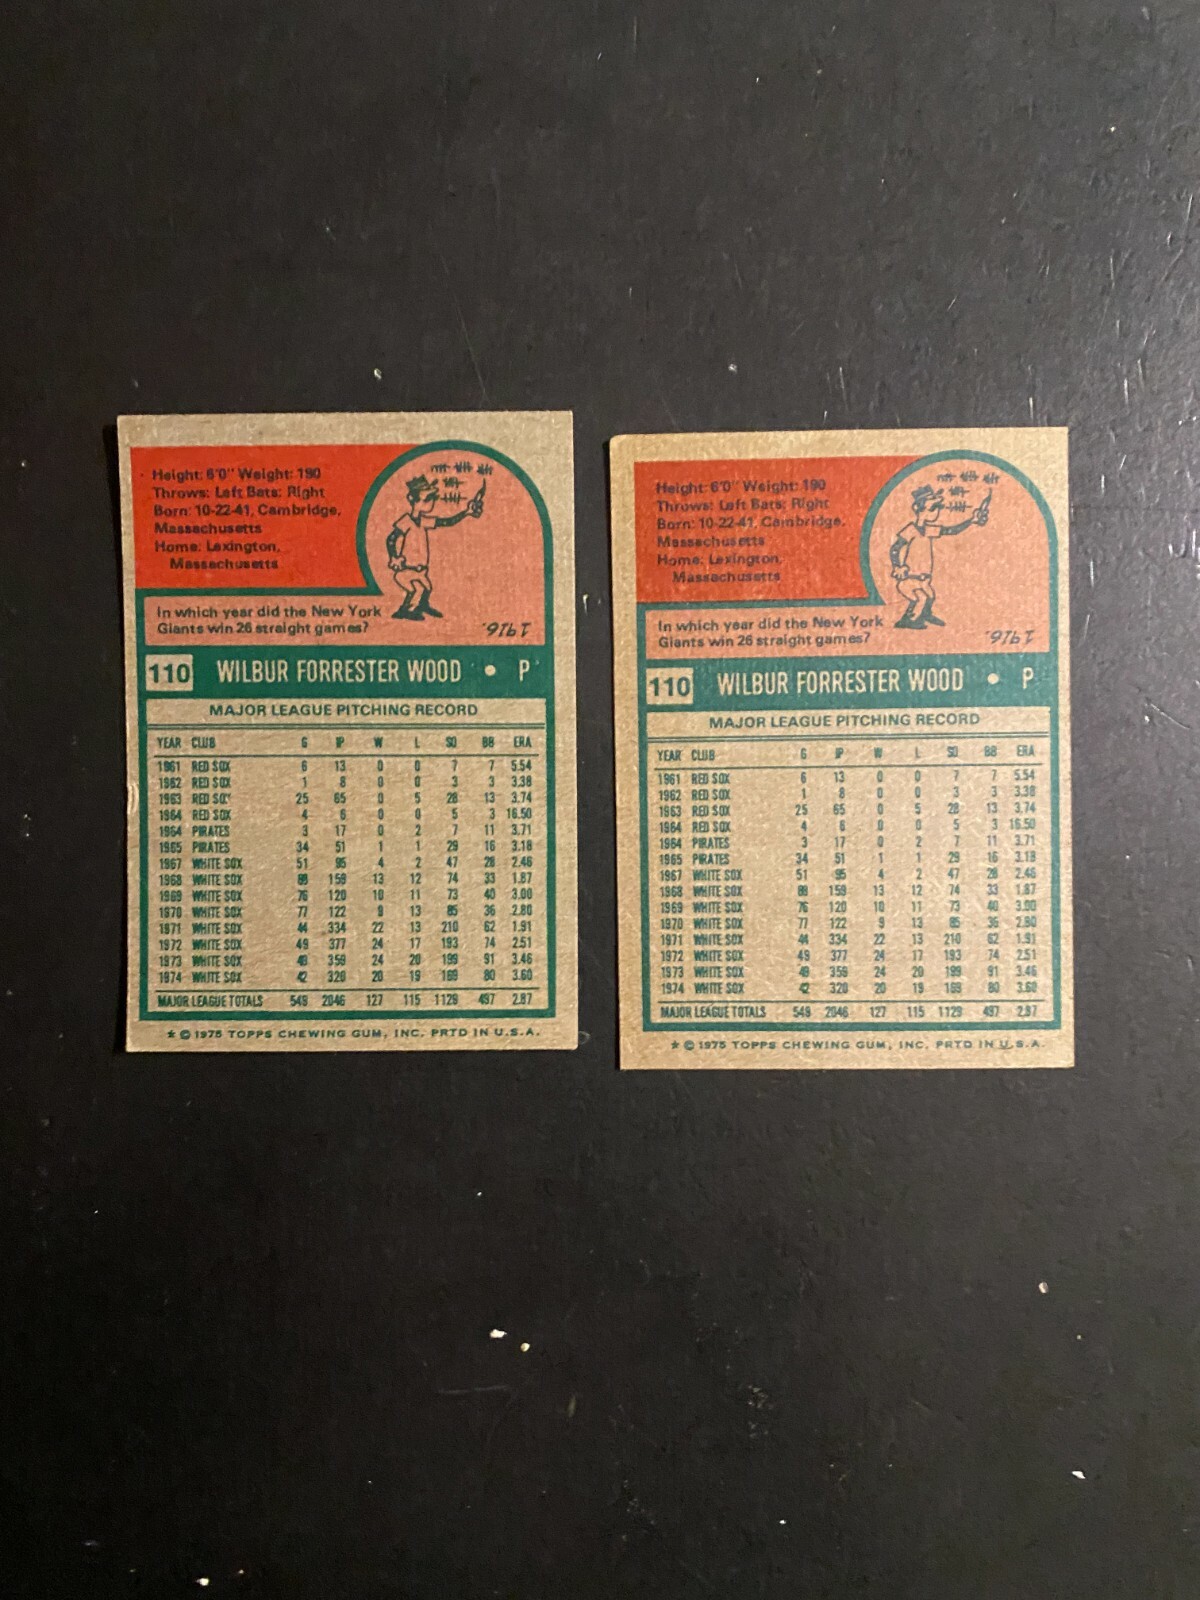 Height: 6'0" Weight: 190
Throws: Left Bats: Right
Born: 10-22-41, Cambridge,
Massachusetts
Home: Lexington,
Massachusetts
In which year did the New York
Giants win 26 straight games?
1916.
110 WILBUR FORRESTER WOOD • P
MAJOR LEAGUE PITCHING RECORD
YEAR CLUB G IP W L SO BB ERA
1961 RED SOX 6 13 0 0 7 7 5.54
1962 RED SOX 1 8 0 0 3 3 3.38
1963 RED SOX 25 65 0 5 28 13 3.74
1964 RED SOX 4 6 0 0 5 3 16.50
1964 PIRATES 3 17 0 2 7 11 3.71
1965 PIRATES 34 51 1 1 29 16 3.18
1967 WHITE SOX 51 95 4 2 47 28 2.46
1968 WHITE SOX 88 159 13 12 74 33 1.87
1969 WHITE SOX 76 120 10 11 73 40 3.00
1970 WHITE SOX 77 122 9 13 85 36 2.80
1971 WHITE SOX 44 334 22 13 210 62 1.91
1972 WHITE SOX 49 377 24 17 193 74 2.51
1973 WHITE SOX 49 359 24 20 199 91 3.46
1974 WHITE SOX 42 320 20 19 169 80 3.60
MAJOR LEAGUE TOTALS 549 2046 127 115 1129 497 2.87
* © 1975 TOPPS CHEWING GUM, INC. PRTD IN U.S.A.
Height: 6'0" Weight: 190
Throws: Left Bats: Right
Born: 10-22-41, Cambridge,
Massachusetts
Home: Lexington,
Massachusetts
In which year did the New York
Giants win 26 straight games?
1916.
110 WILBUR FORRESTER WOOD • P
MAJOR LEAGUE PITCHING RECORD
YEAR CLUB G IP W L SO BB ERA
1961 RED SOX 6 13 0 0 7 7 5.54
1962 RED SOX 1 8 0 0 3 3 3.38
1963 RED SOX 25 65 0 5 28 13 3.74
1964 RED SOX 4 6 0 0 5 3 16.50
1964 PIRATES 3 17 0 2 7 11 3.71
1965 PIRATES 34 51 1 1 29 16 3.18
1967 WHITE SOX 51 95 4 2 47 28 2.46
1968 WHITE SOX 88 159 13 12 74 33 1.87
1969 WHITE SOX 76 120 10 11 73 40 3.00
1970 WHITE SOX 77 122 9 13 85 36 2.80
1971 WHITE SOX 44 334 22 13 210 62 1.91
1972 WHITE SOX 49 377 24 17 193 74 2.51
1973 WHITE SOX 49 359 24 20 199 91 3.46
1974 WHITE SOX 42 320 20 19 169 80 3.60
MAJOR LEAGUE TOTALS 549 2046 127 115 1129 497 2.87
* © 1975 TOPPS CHEWING GUM, INC. PRTD IN U.S.A.